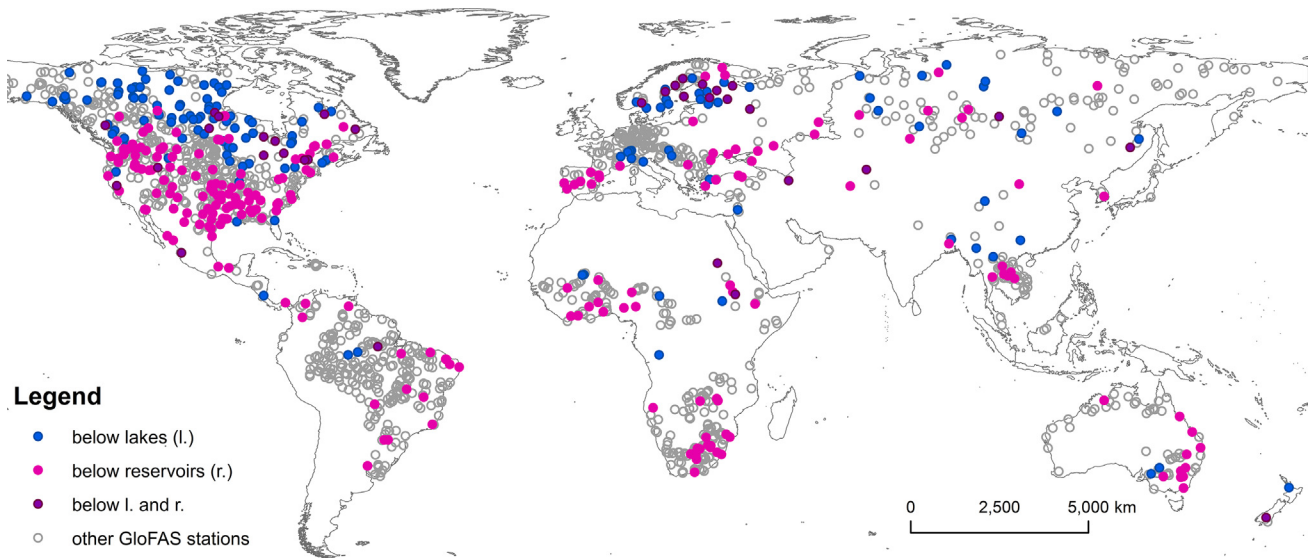 Legend
below lakes (l.)
below reservoirs (r.)
below l. and r.
other GloFAS stations
0 2,500 5,000 km